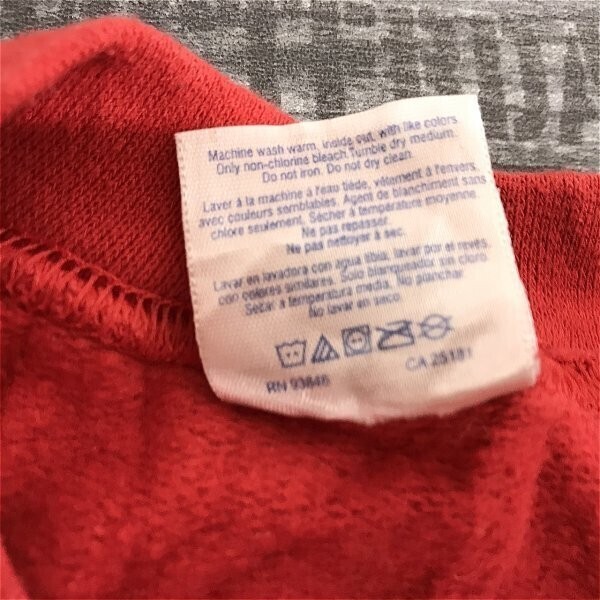 Machine wash warm, inside out, with like colors.
Only non-chlorine bleach. Tumble dry medium.
Do not iron. Do not dry clean.
Laver à la machine à l'eau tiède, vêtement à l'envers,
avec couleurs semblables. Agent de blanchiment sans
chlore seulement. Sécher à température moyenne.
Ne pas repasser.
Ne pas nettoyer à sec.
Lavar en lavadora con agua tibia, lavar por el revés,
con colores similares. Solo blanqueador sin cloro.
Secar a temperatura media. No planchar
No lavar en seco.
RN 93846 CA 25181